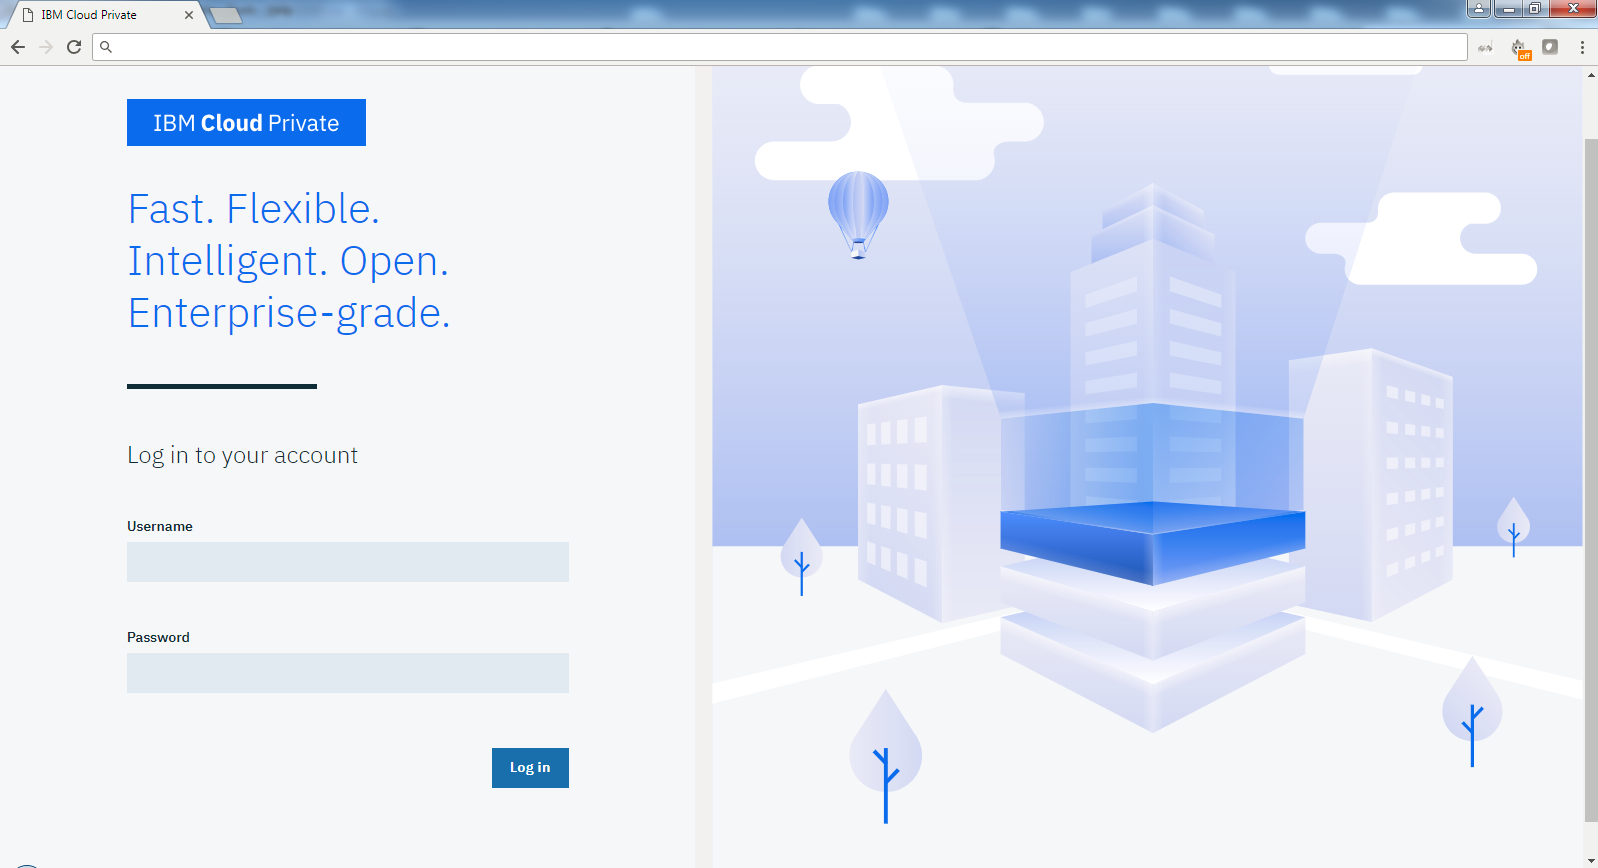 IBM Cloud Private
off
IBM Cloud Private
Fast. Flexible.
Intelligent. Open.
Enterprise-grade.
Log in to your account
Username
Password
Log in